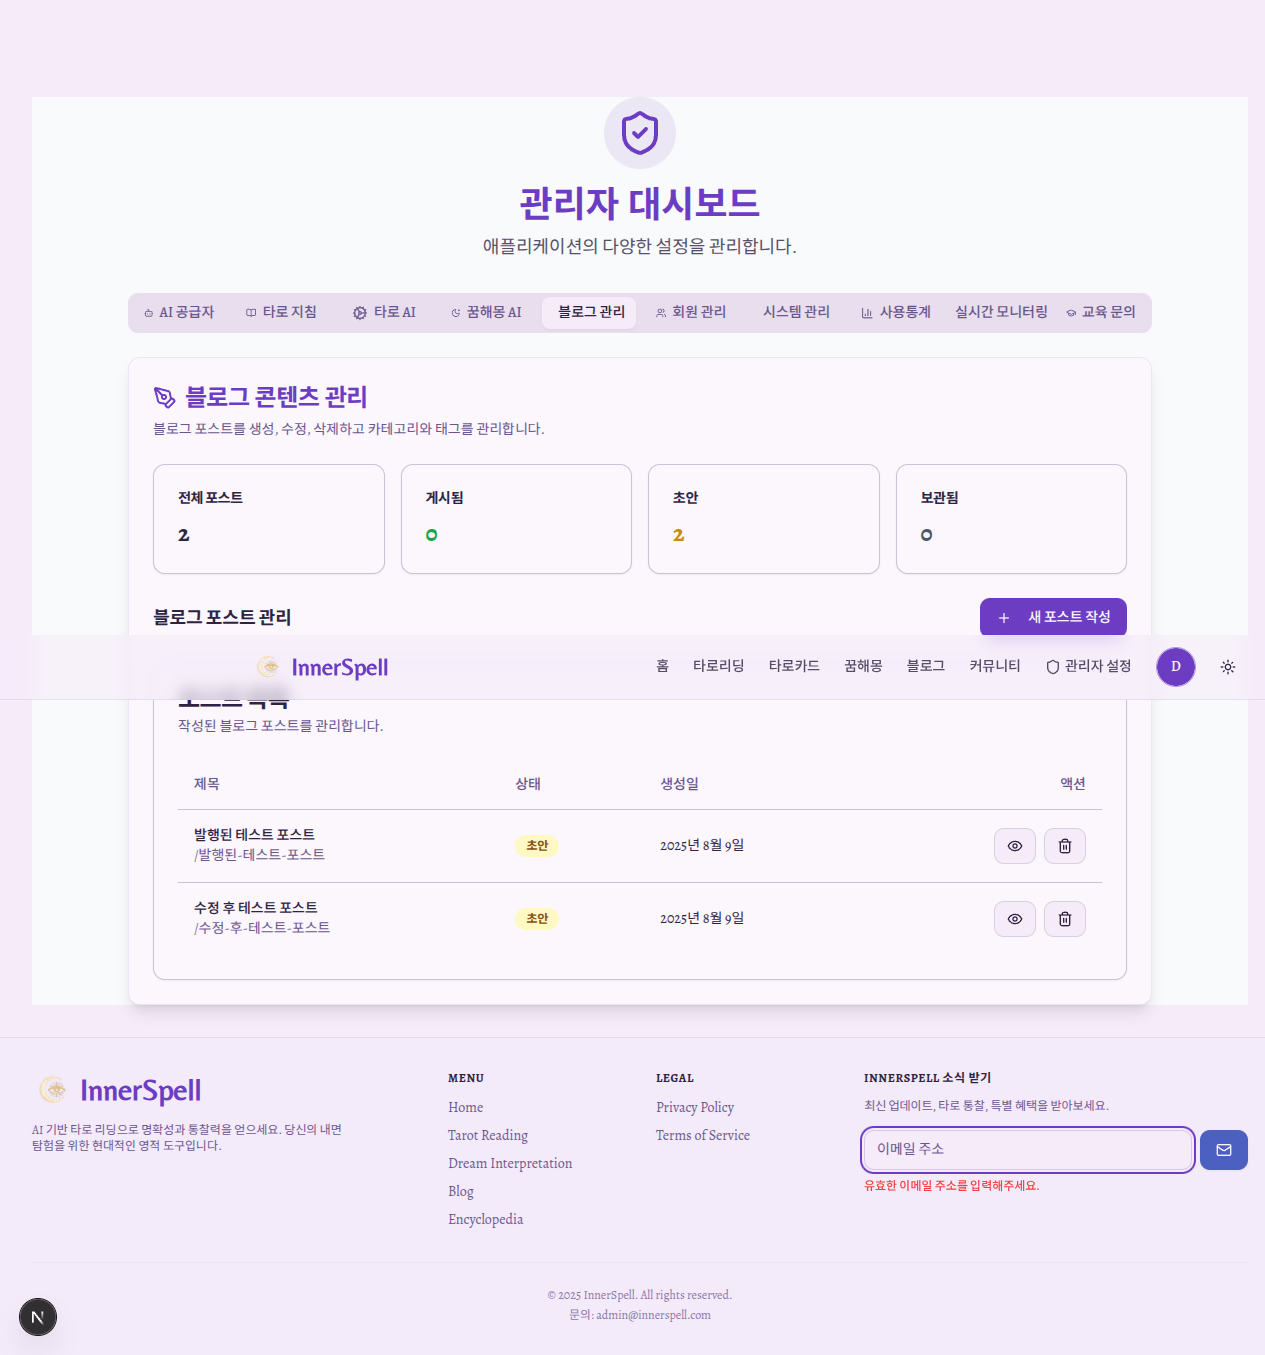 관리자 대시보드
애플리케이션의 다양한 설정을 관리합니다.
AI 공급자 타로 지침 타로 AI 꿈해몽 AI 블로그 관리 회원 관리 시스템 관리 사용통계 실시간 모니터링 교육 문의
블로그 콘텐츠 관리
블로그 포스트를 생성, 수정, 삭제하고 카테고리와 태그를 관리합니다.
전체 포스트
2
게시됨
0
초안
2
보관됨
0
블로그 포스트 관리
새 포스트 작성
InnerSpell
홈 타로리딩 타로카드 꿈해몽 블로그 커뮤니티 관리자 설정 D
작성된 블로그 포스트를 관리합니다.
제목 상태 생성일 액션
발행된 테스트 포스트
/발행된-테스트-포스트
초안
2025년 8월 9일
수정 후 테스트 포스트
/수정-후-테스트-포스트
초안
2025년 8월 9일
InnerSpell
AI 기반 타로 리딩으로 명확성과 통찰력을 얻으세요. 당신의 내면
탐험을 위한 현대적인 영적 도구입니다.
MENU
Home
Tarot Reading
Dream Interpretation
Blog
Encyclopedia
LEGAL
Privacy Policy
Terms of Service
INNERSPELL 소식 받기
최신 업데이트, 타로 통찰, 특별 혜택을 받아보세요.
이메일 주소
유효한 이메일 주소를 입력해주세요.
© 2025 InnerSpell. All rights reserved.
문의: admin@innerspell.com
N